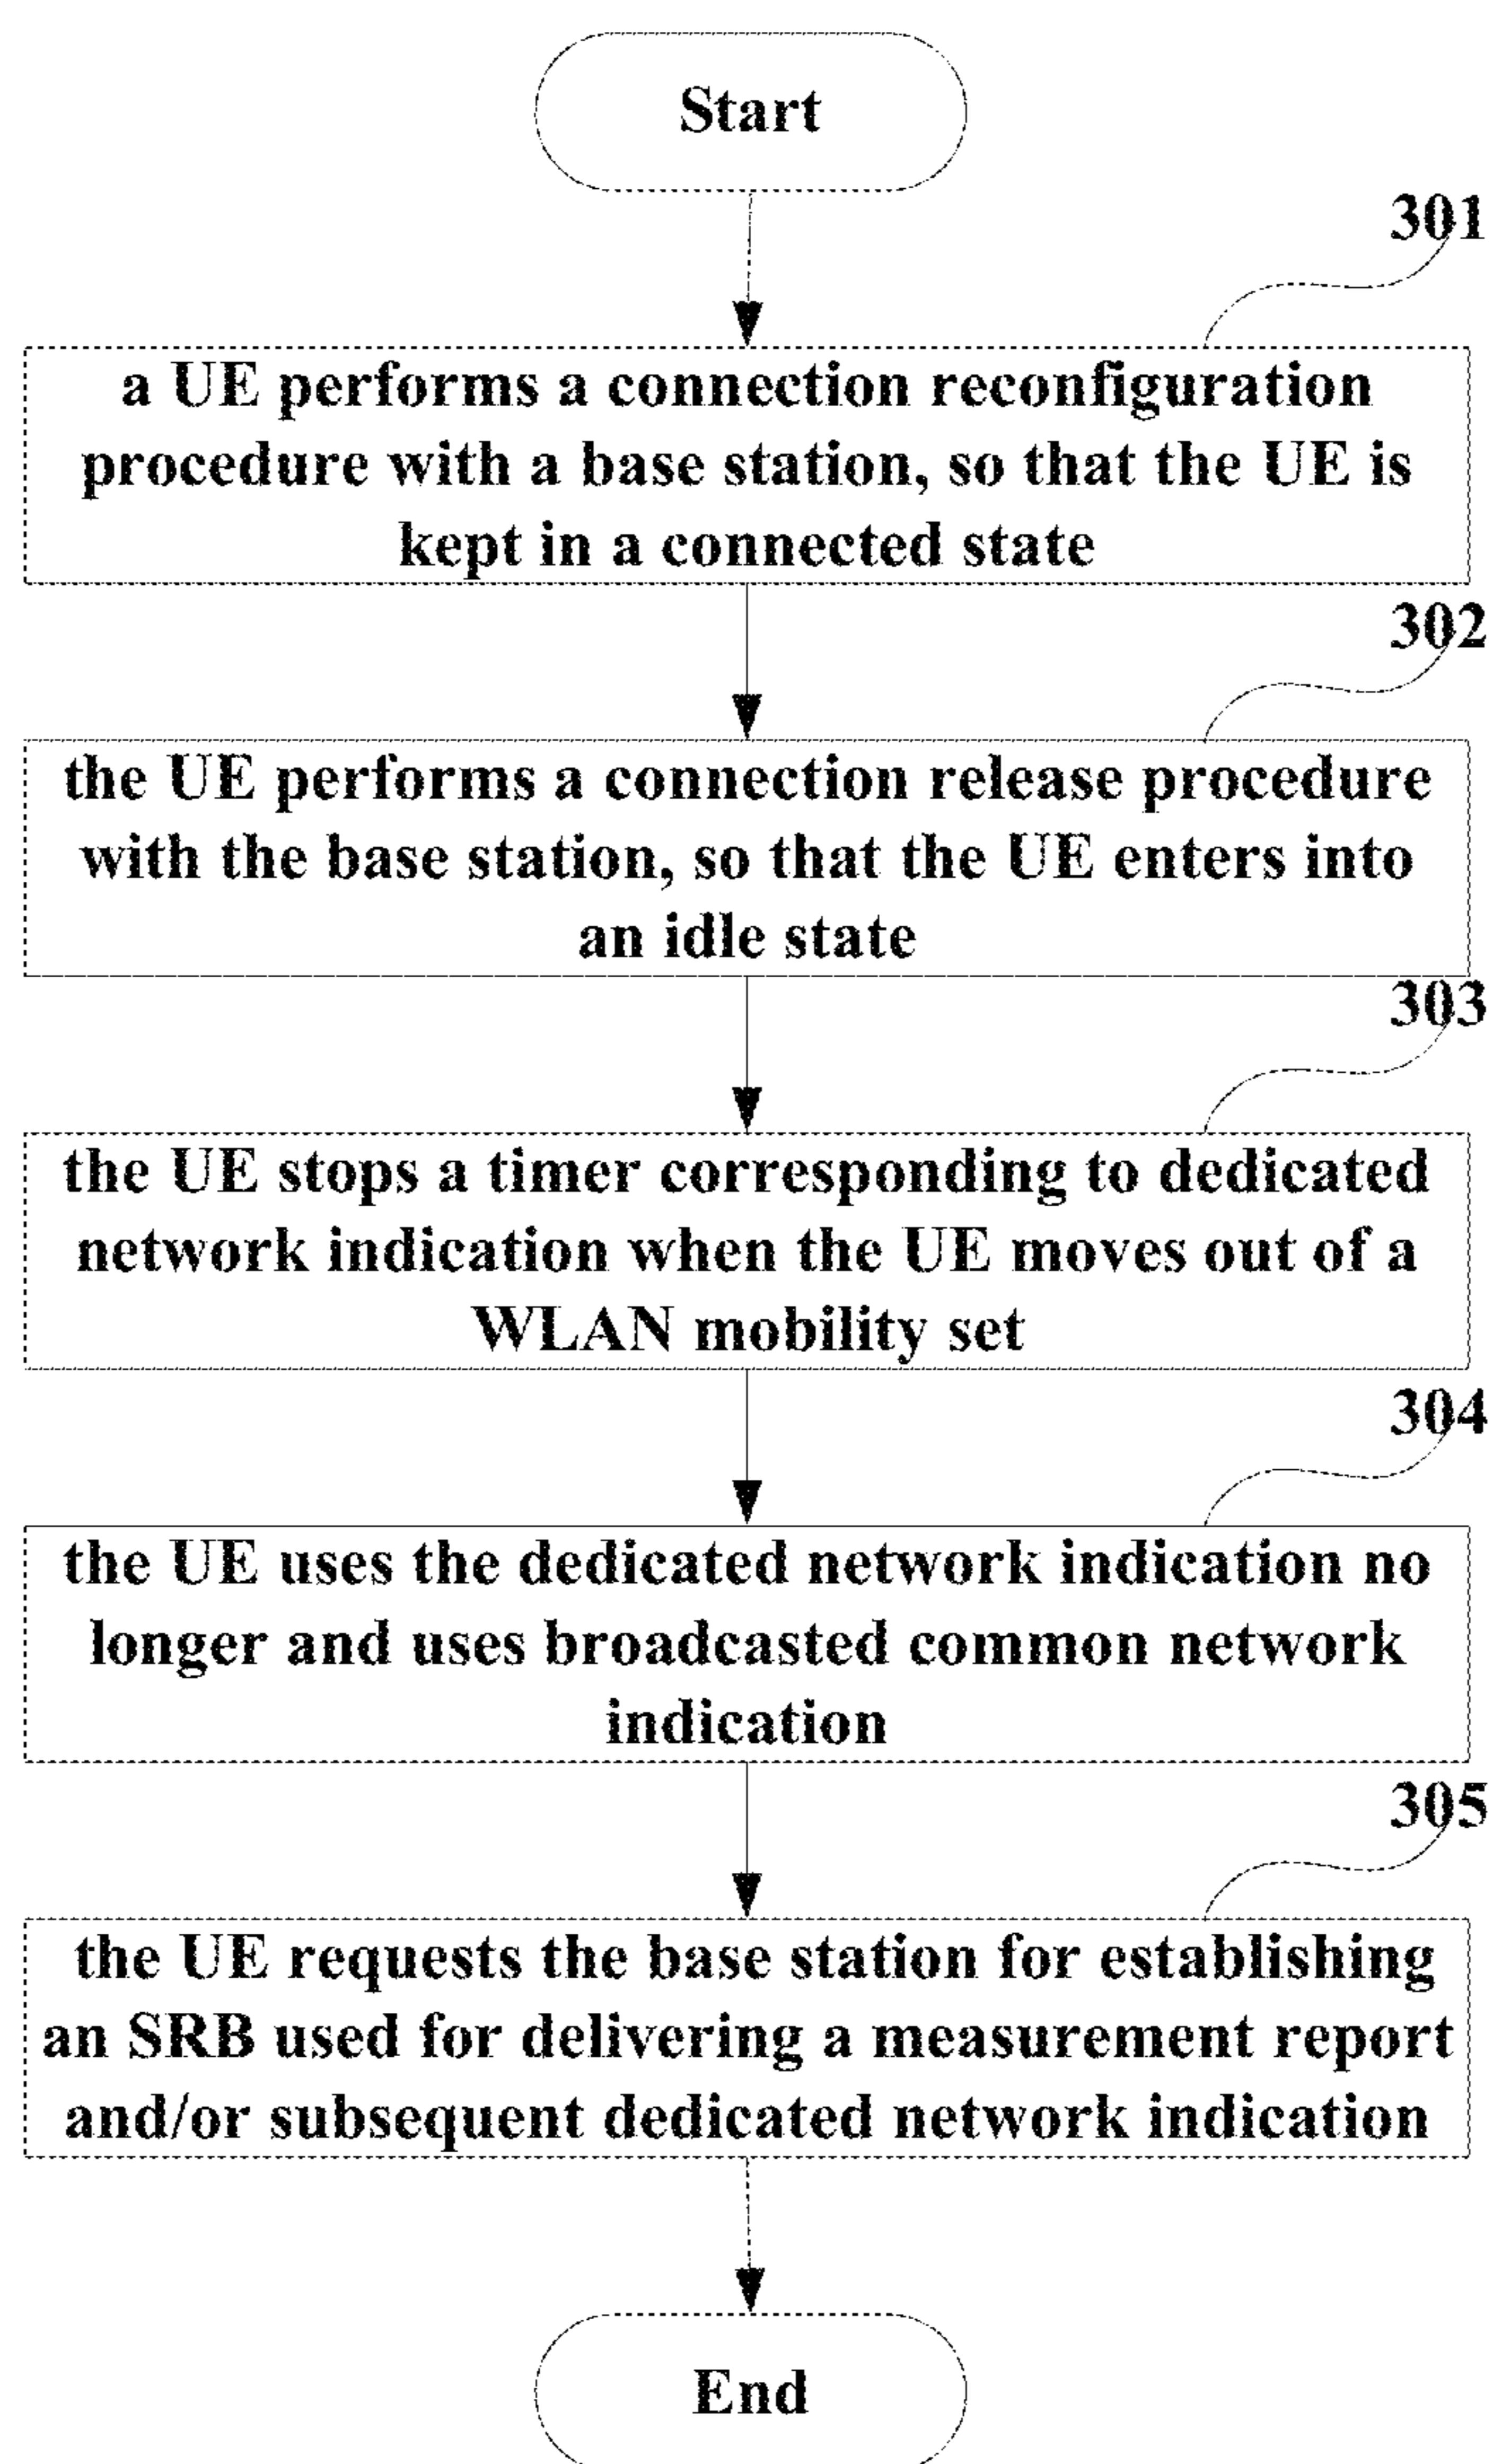 Start
301
a UE performs a connection reconfiguration
procedure with a base station, so that the UE is
kept in a connected state
302
the UE performs a connection release procedure
with the base station, so that the UE enters into
an idle state
303
the UE stops a timer corresponding to dedicated
network indication when the UE moves out of a
WLAN mobility set
304
the UE uses the dedicated network indication no
longer and uses broadcasted common network
indication
305
the UE requests the base station for establishing
an SRB used for delivering a measurement report
and/or subsequent dedicated network indication
End